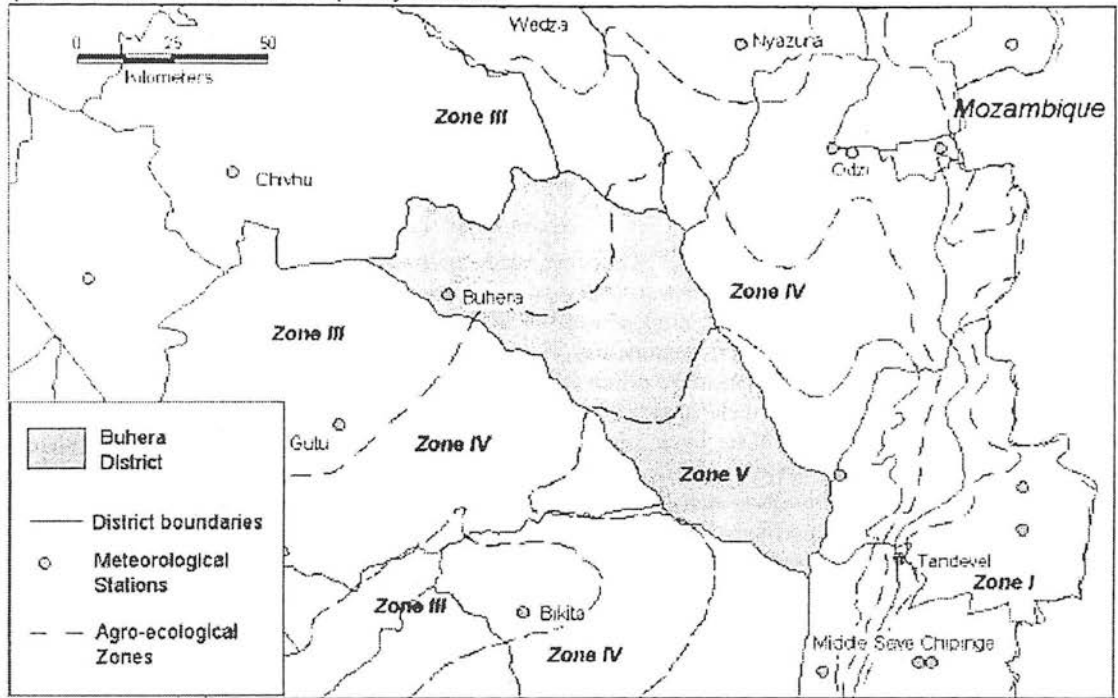 0 25 50
Kilometers
Wedza
Nyazura
Mozambique
Zone III
Chivhu
Odzi
Zone IV
Buhera
Zone III
Gutu
Zone IV
Zone V
Tandevel
Zone I
Zone III
Bikita
Zone IV
Middle Save Chipinge
Buhera
District
District boundaries
Meteorological
Stations
Agro-ecological
Zones